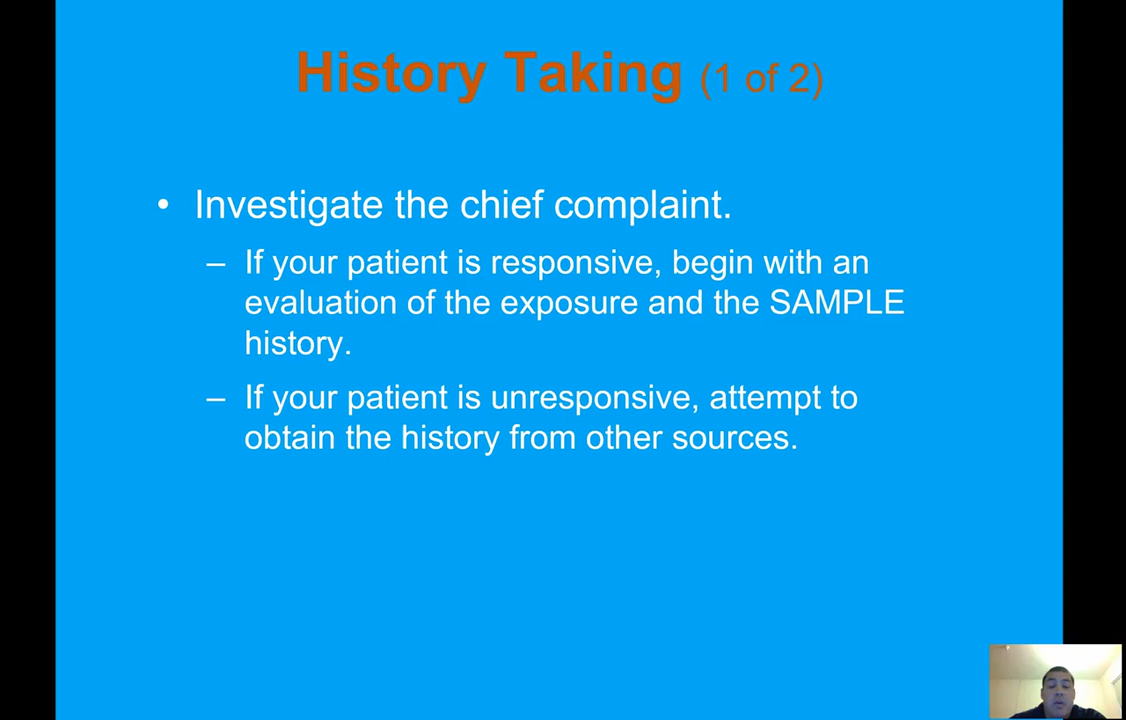 History Taking (1 of 2)
• Investigate the chief complaint.
– If your patient is responsive, begin with an
evaluation of the exposure and the SAMPLE
history.
– If your patient is unresponsive, attempt to
obtain the history from other sources.